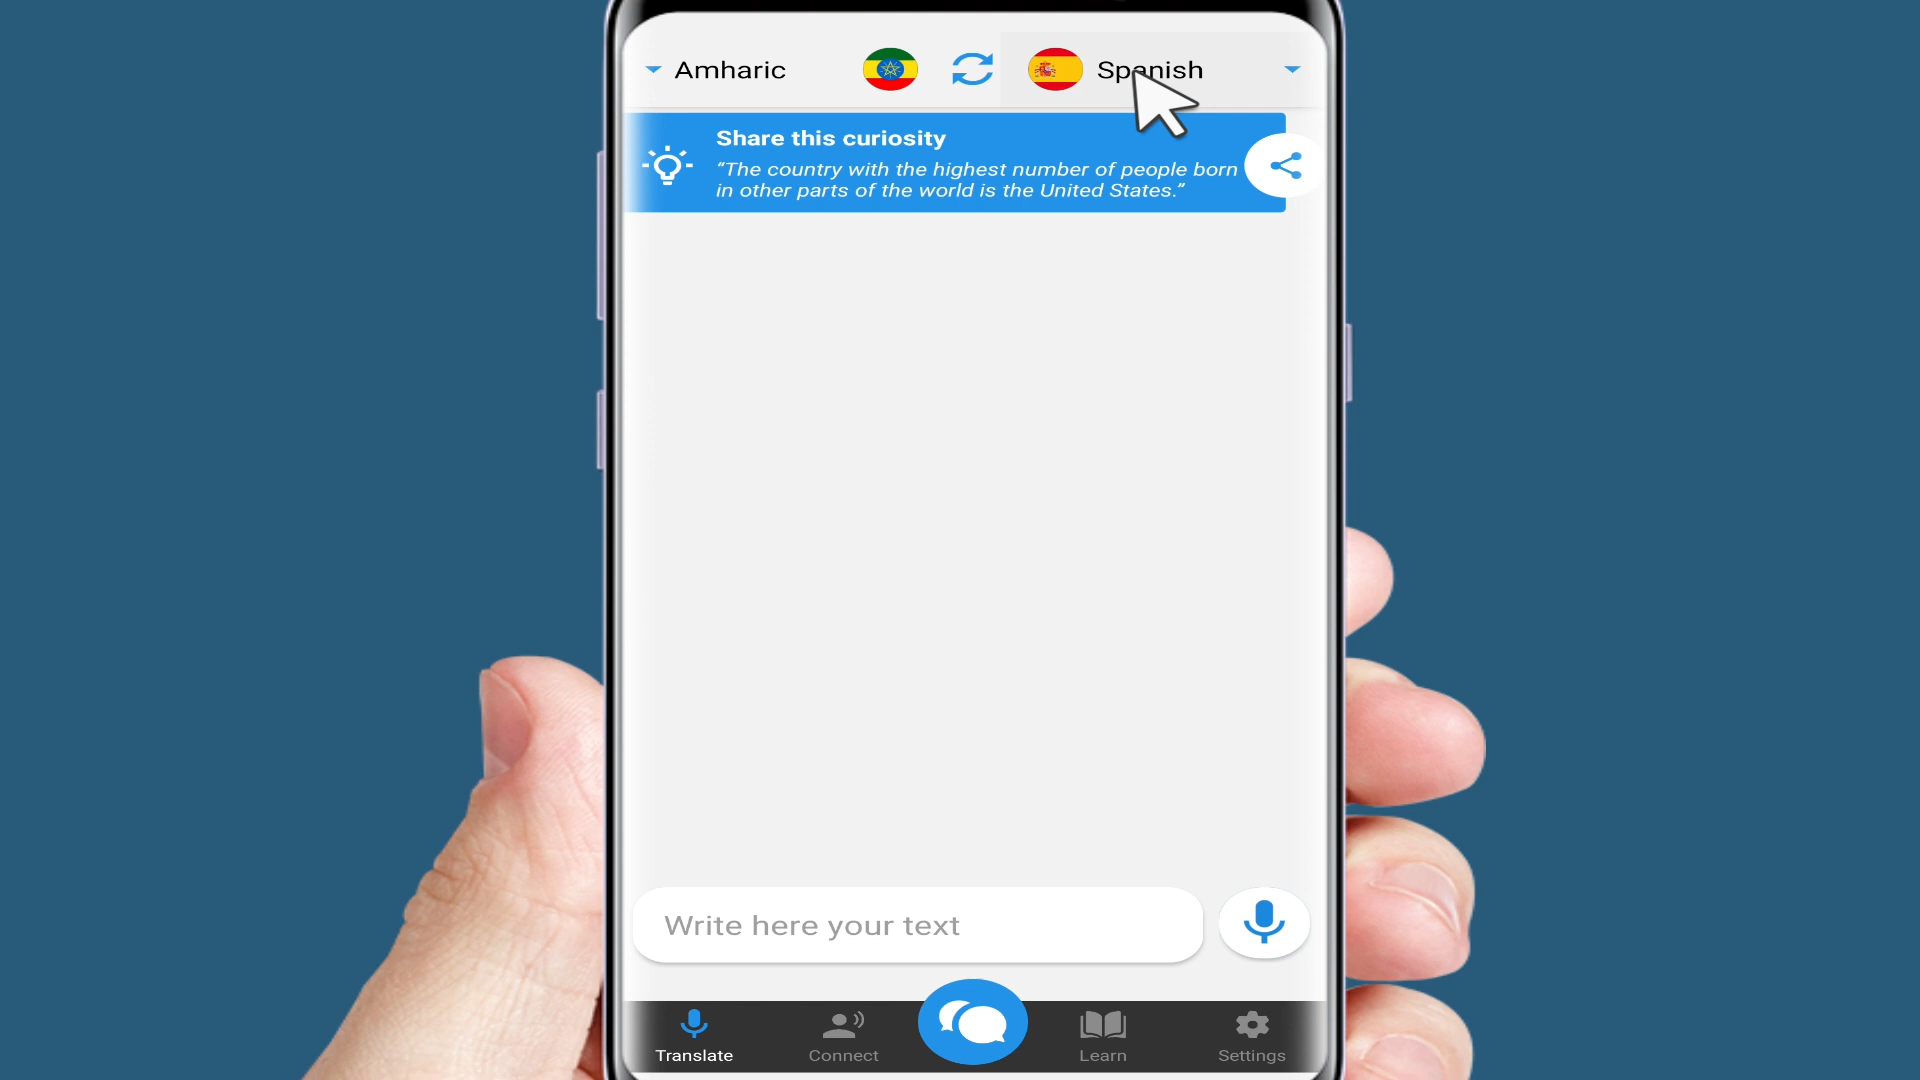 Amharic
Spanish
Share this curiosity
“The country with the highest number of people born
in other parts of the world is the United States.”
Write here your text
Translate
Connect
Learn
Settings